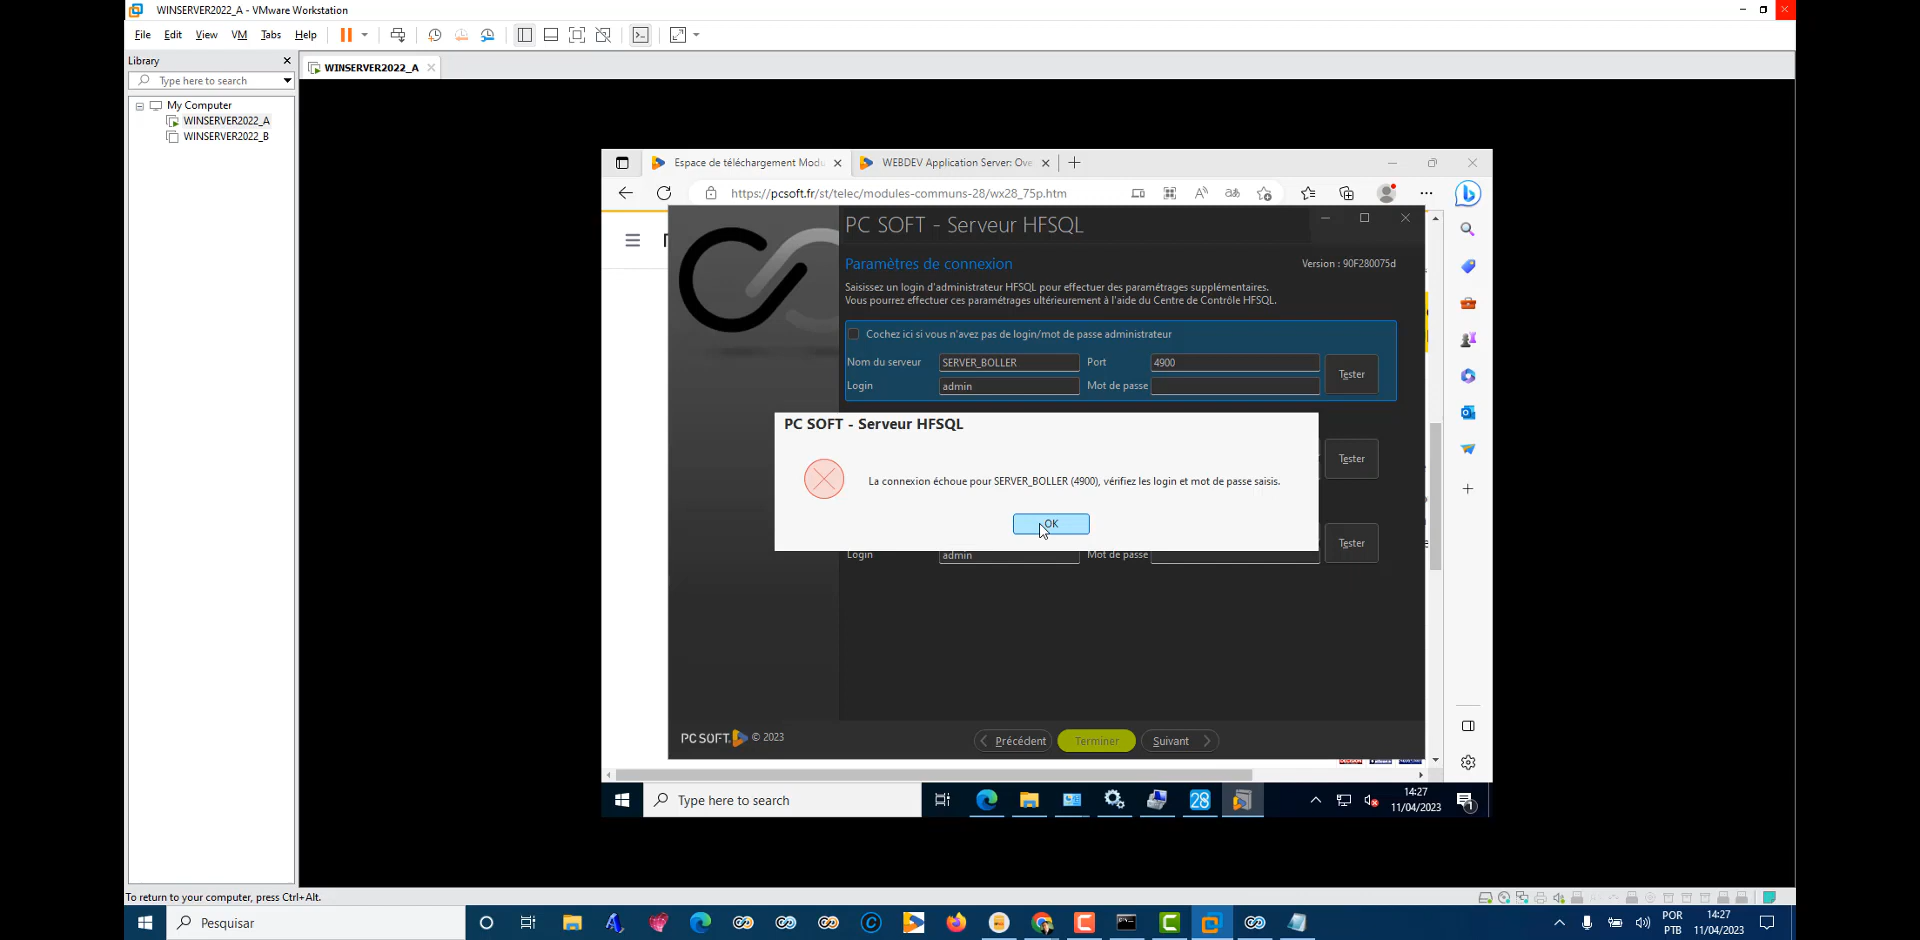 WINSERVER2022_A - VMware Workstation
File Edit View VM Tabs Help
Library
WINSERVER2022_A
Type here to search
My Computer
WINSERVER2022_A
WINSERVER2022_B
Espace de téléchargement Modu
WEBDEV Application Server: Ove
https://pcsoft.fr/st/telec/modules-communs-28/wx28_75p.htm
PC SOFT - Serveur HFSQL
Paramètres de connexion
Version : 90F280075d
Saisissez un login d'administrateur HFSQL pour effectuer des paramétrages supplémentaires.
Vous pourrez effectuer ces paramétrages ultérieurement à l'aide du Centre de Contrôle HFSQL.
Cochez ici si vous n'avez pas de login/mot de passe administrateur
Nom du serveur SERVER_BOLLER Port 4900
Tester
Login admin Mot de passe
PC SOFT - Serveur HFSQL
Tester
La connexion échoue pour SERVER_BOLLER (4900), vérifiez les login et mot de passe saisis.
OK
Tester
Login admin Mot de passe
PC SOFT © 2023
Précédent Terminer Suivant
Type here to search
28
14:27
11/04/2023
1
To return to your computer, press Ctrl+Alt.
Pesquisar
POR
PTB
14:27
11/04/2023